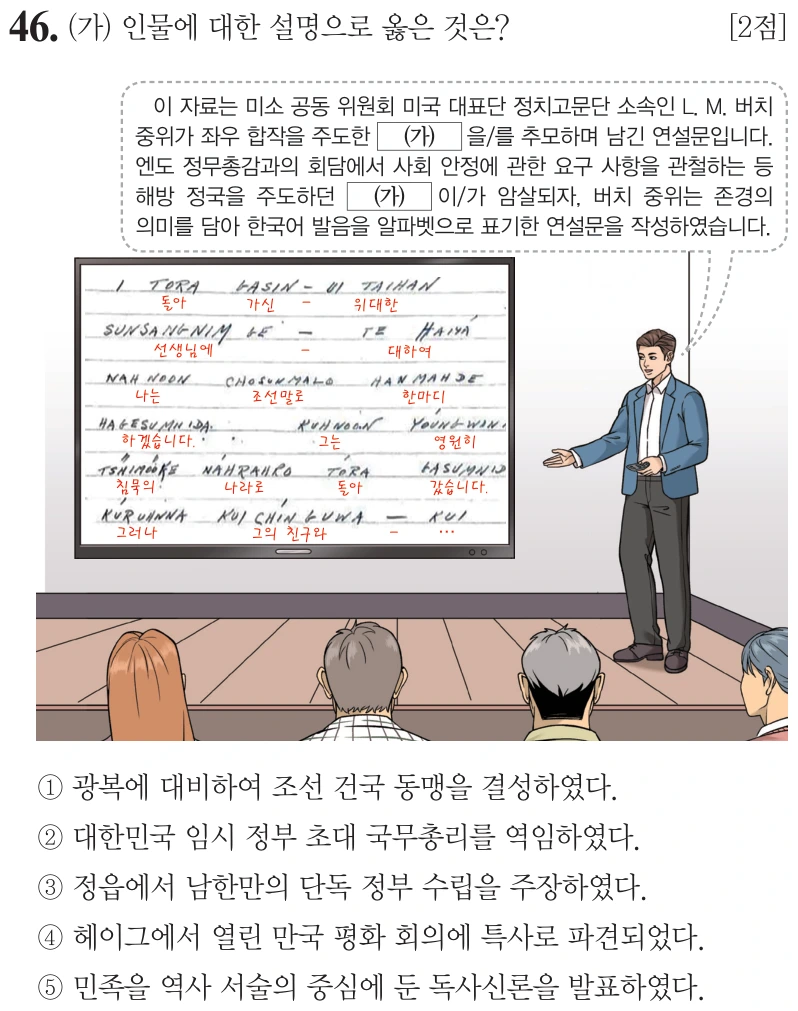 46. (가) 인물에 대한 설명으로 옳은 것은? [2점]
이 자료는 미소 공동 위원회 미국 대표단 정치고문단 소속인 L. M. 버치
중위가 좌우 합작을 주도한 (가) 을/를 추모하며 남긴 연설문입니다.
엔도 정무총감과의 회담에서 사회 안정에 관한 요구 사항을 관철하는 등
해방 정국을 주도하던 (가) 이/가 암살되자, 버치 중위는 존경의
의미를 담아 한국어 발음을 알파벳으로 표기한 연설문을 작성하였습니다.
I TORA GASIN - UI TAIHAN
돌아 가신 - 위대한
SUNSANGNIM GE - TE HAIYA
선생님에 - 대하여
NAH NOON CHOSUNMALO HANMAHDE
나는 조선말로 한마디
HAGESUMNIDA. KUHNOON YOUNGWON
하겠습니다. 그는 영원히
TSHIMOOKE NAHRAHRO TORA GASUMNID
침묵의 나라로 돌아 갔습니다.
KURUHNNA KUI CHINGUWA - KUI
그러나 그의 친구와 - ...
① 광복에 대비하여 조선 건국 동맹을 결성하였다.
② 대한민국 임시 정부 초대 국무총리를 역임하였다.
③ 정읍에서 남한만의 단독 정부 수립을 주장하였다.
④ 헤이그에서 열린 만국 평화 회의에 특사로 파견되었다.
⑤ 민족을 역사 서술의 중심에 둔 독사신론을 발표하였다.